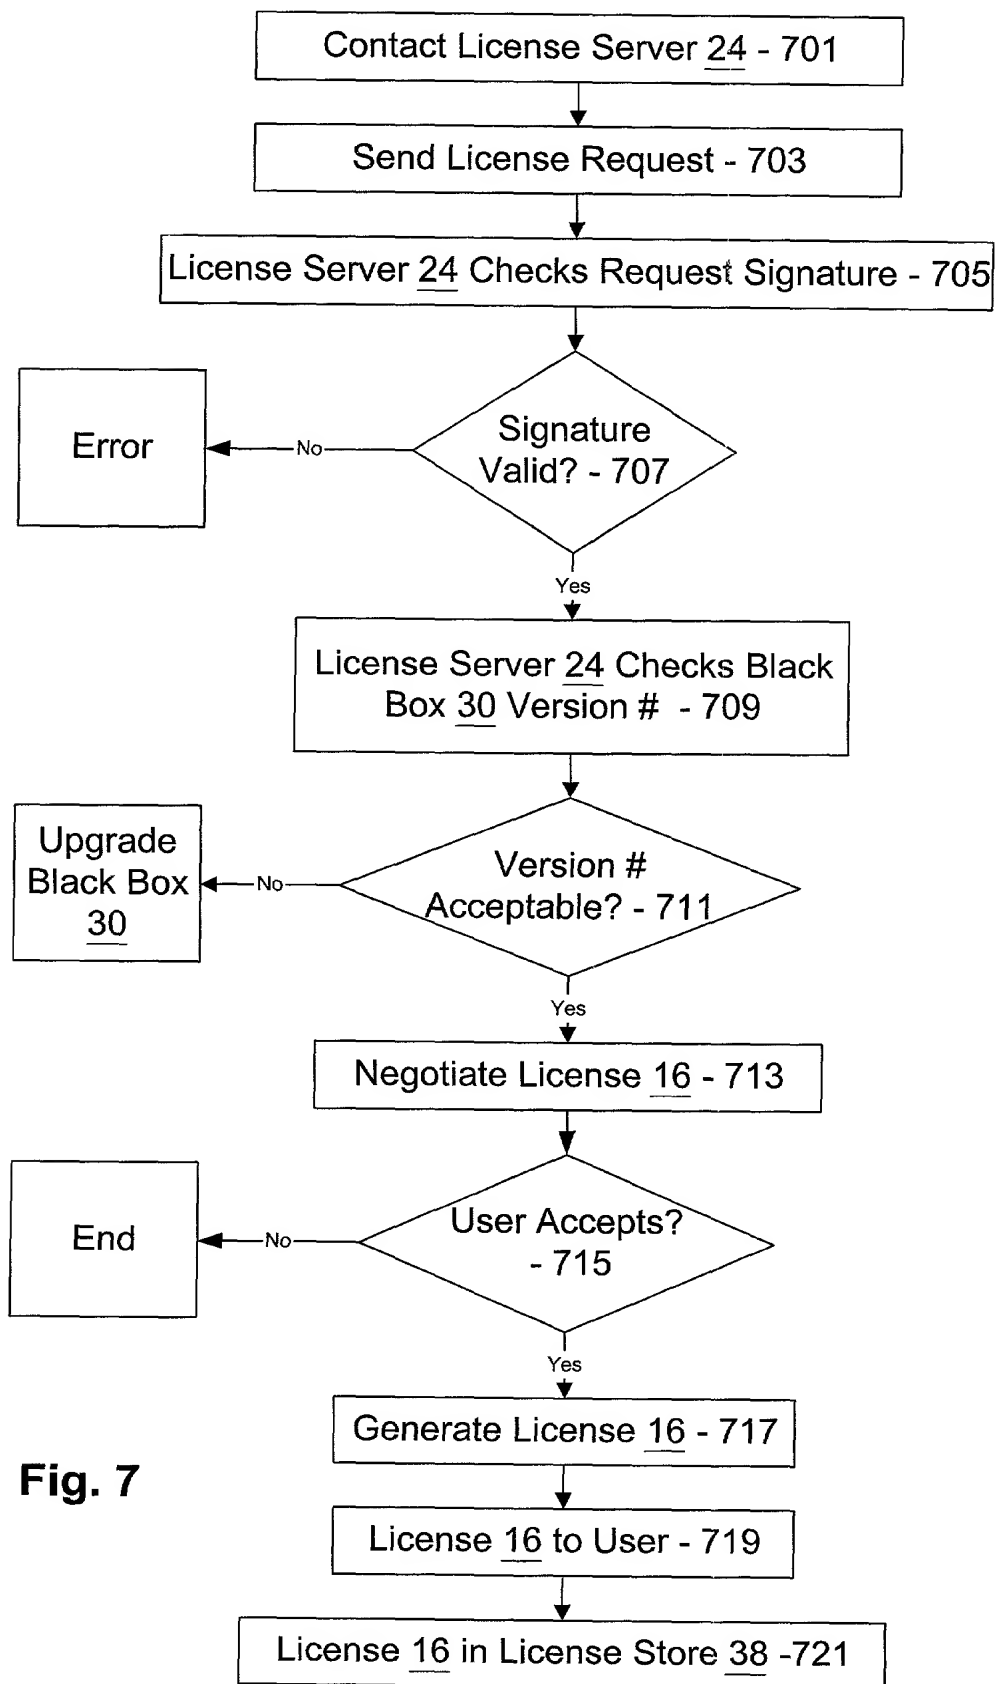 Contact License Server 24 - 701
Send License Request - 703
License Server 24 Checks Request Signature - 705
Signature
Valid? - 707
No
Error
Yes
License Server 24 Checks Black
Box 30 Version # - 709
Version #
Acceptable? - 711
No
Upgrade
Black Box
30
Yes
Negotiate License 16 - 713
User Accepts?
- 715
No
End
Yes
Generate License 16 - 717
License 16 to User - 719
License 16 in License Store 38 -721
Fig. 7